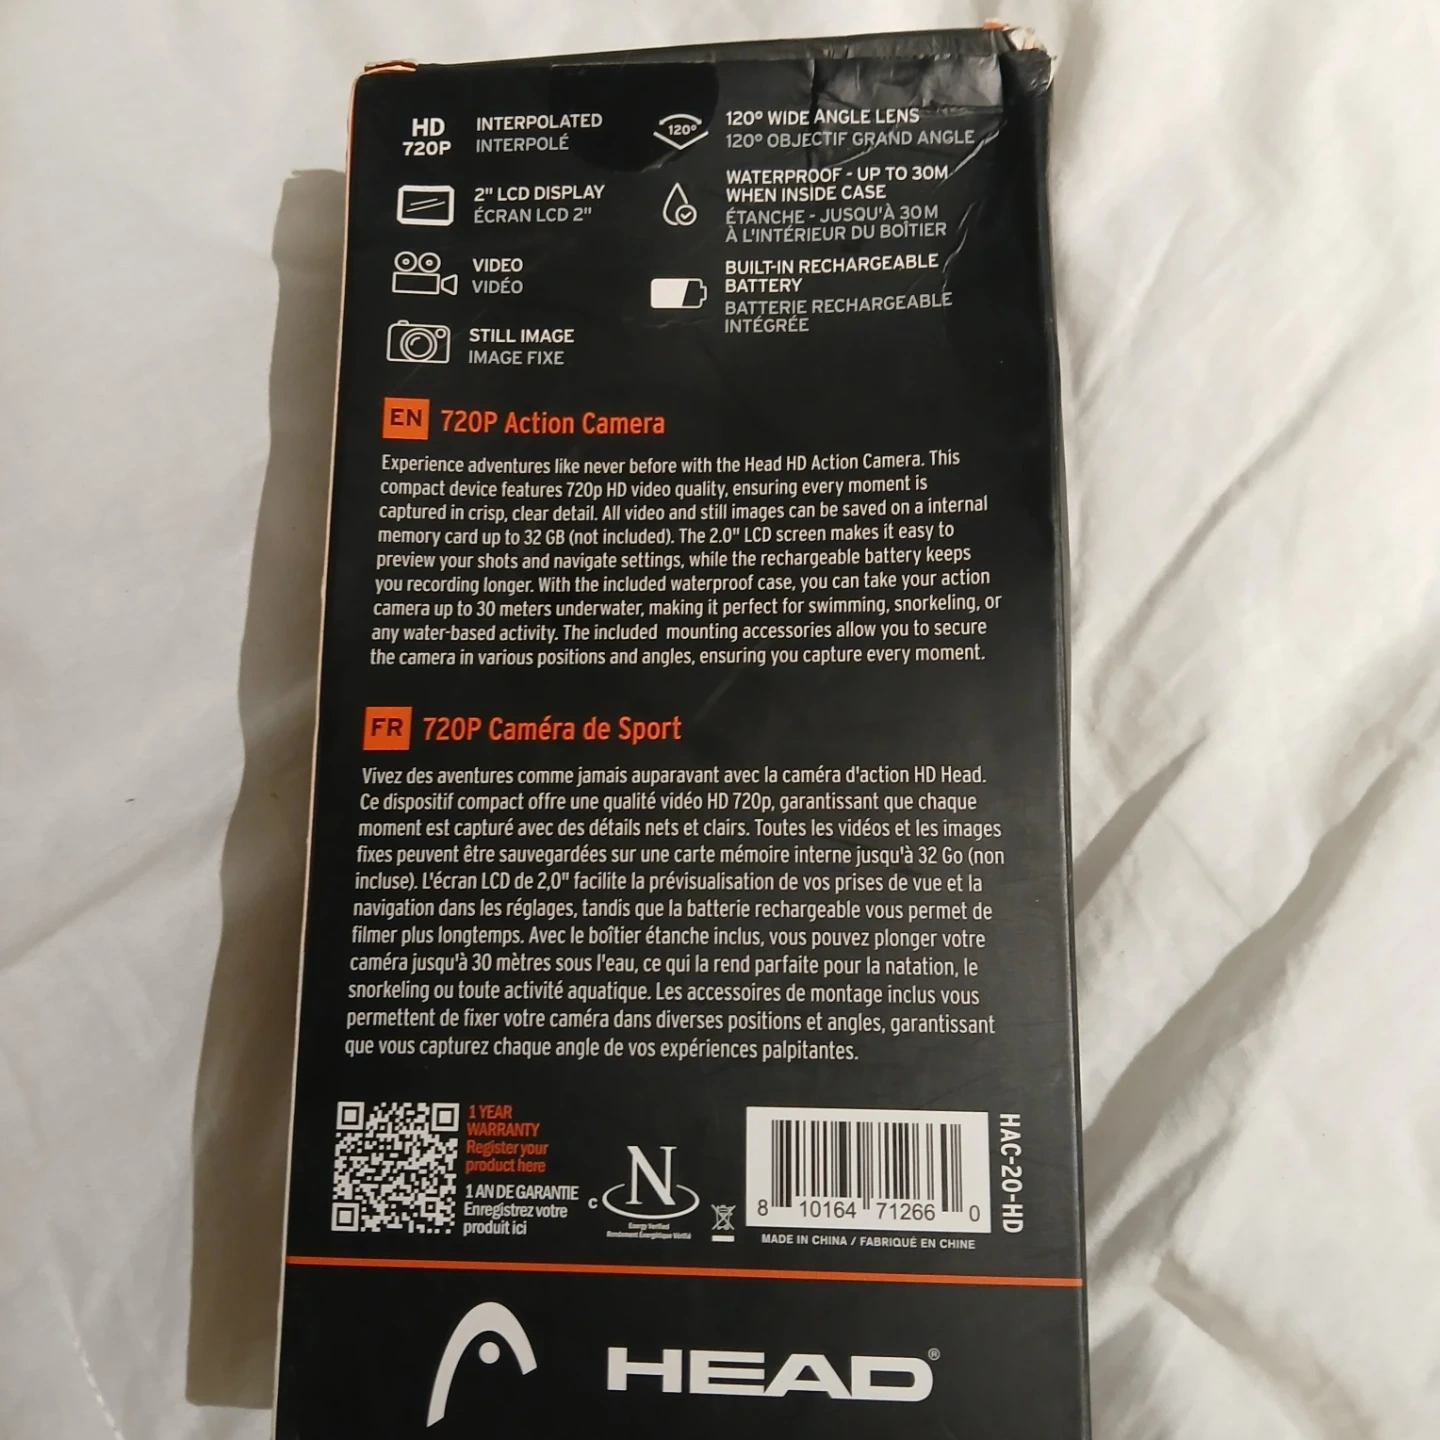 HD
720P
INTERPOLATED
INTERPOLÉ
2" LCD DISPLAY
ÉCRAN LCD 2"
VIDEO
VIDÉO
STILL IMAGE
IMAGE FIXE
120°
120° WIDE ANGLE LENS
120° OBJECTIF GRAND ANGLE
WATERPROOF - UP TO 30M
WHEN INSIDE CASE
ÉTANCHE - JUSQU'À 30M
À L'INTÉRIEUR DU BOÎTIER
BUILT-IN RECHARGEABLE
BATTERY
BATTERIE RECHARGEABLE
INTÉGRÉE
EN 720P Action Camera
Experience adventures like never before with the Head HD Action Camera. This
compact device features 720p HD video quality, ensuring every moment is
captured in crisp, clear detail. All video and still images can be saved on a internal
memory card up to 32 GB (not included). The 2.0" LCD screen makes it easy to
preview your shots and navigate settings, while the rechargeable battery keeps
you recording longer. With the included waterproof case, you can take your action
camera up to 30 meters underwater, making it perfect for swimming, snorkeling, or
any water-based activity. The included mounting accessories allow you to secure
the camera in various positions and angles, ensuring you capture every moment.
FR 720P Caméra de Sport
Vivez des aventures comme jamais auparavant avec la caméra d'action HD Head.
Ce dispositif compact offre une qualité vidéo HD 720p, garantissant que chaque
moment est capturé avec des détails nets et clairs. Toutes les vidéos et les images
fixes peuvent être sauvegardées sur une carte mémoire interne jusqu'à 32 Go (non
incluse). L'écran LCD de 2,0" facilite la prévisualisation de vos prises de vue et la
navigation dans les réglages, tandis que la batterie rechargeable vous permet de
filmer plus longtemps. Avec le boîtier étanche inclus, vous pouvez plonger votre
caméra jusqu'à 30 mètres sous l'eau, ce qui la rend parfaite pour la natation, le
snorkeling ou toute activité aquatique. Les accessoires de montage inclus vous
permettent de fixer votre caméra dans diverses positions et angles, garantissant
que vous capturez chaque angle de vos expériences palpitantes.
1 YEAR
WARRANTY
Register your
product here
1 AN DE GARANTIE
Enregistrez votre
produit ici
C N
Energy Verified
Rendement Énergétique Vérifié
8 10164 71266 0
MADE IN CHINA / FABRIQUÉ EN CHINE
HAC-20-HD
HEAD®